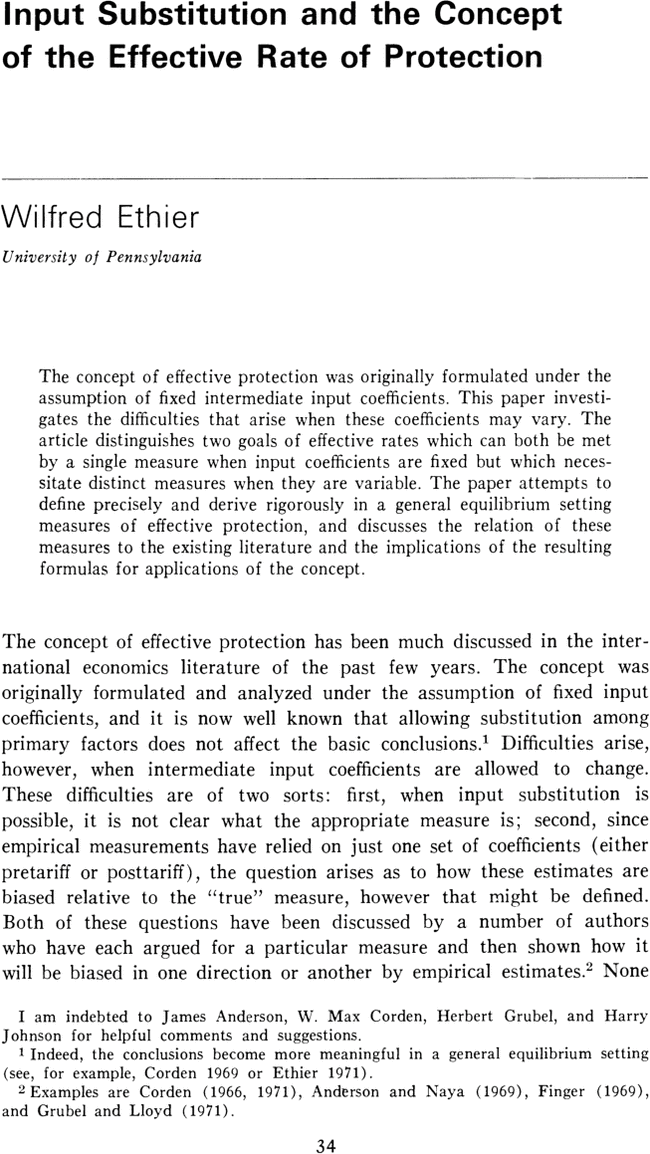 Input Substitution and the Concept
of the Effective Rate of Protection
Wilfred Ethier
University of Pennsylvania
The concept of effective protection was originally formulated under the
assumption of fixed intermediate input coefficients. This paper investi-
gates the difficulties that arise when these coefficients may vary. The
article distinguishes two goals of effective rates which can both be met
by a single measure when input coefficients are fixed but which neces-
sitate distinct measures when they are variable. The paper attempts to
define precisely and derive rigorously in a general equilibrium setting
measures of effective protection, and discusses the relation of these
measures to the existing literature and the implications of the resulting
formulas for applications of the concept.
The concept of effective protection has been much discussed in the inter-
national economics literature of the past few years. The concept was
originally formulated and analyzed under the assumption of fixed input
coefficients, and it is now well known that allowing substitution among
primary factors does not affect the basic conclusions.¹ Difficulties arise,
however, when intermediate input coefficients are allowed to change.
These difficulties are of two sorts: first, when input substitution is
possible, it is not clear what the appropriate measure is; second, since
empirical measurements have relied on just one set of coefficients (either
pretariff or posttariff), the question arises as to how these estimates are
biased relative to the “true” measure, however that might be defined.
Both of these questions have been discussed by a number of authors
who have each argued for a particular measure and then shown how it
will be biased in one direction or another by empirical estimates.² None
I am indebted to James Anderson, W. Max Corden, Herbert Grubel, and Harry
Johnson for helpful comments and suggestions.
¹ Indeed, the conclusions become more meaningful in a general equilibrium setting
(see, for example, Corden 1969 or Ethier 1971).
² Examples are Corden (1966, 1971), Anderson and Naya (1969), Finger (1969),
and Grubel and Lloyd (1971).
34